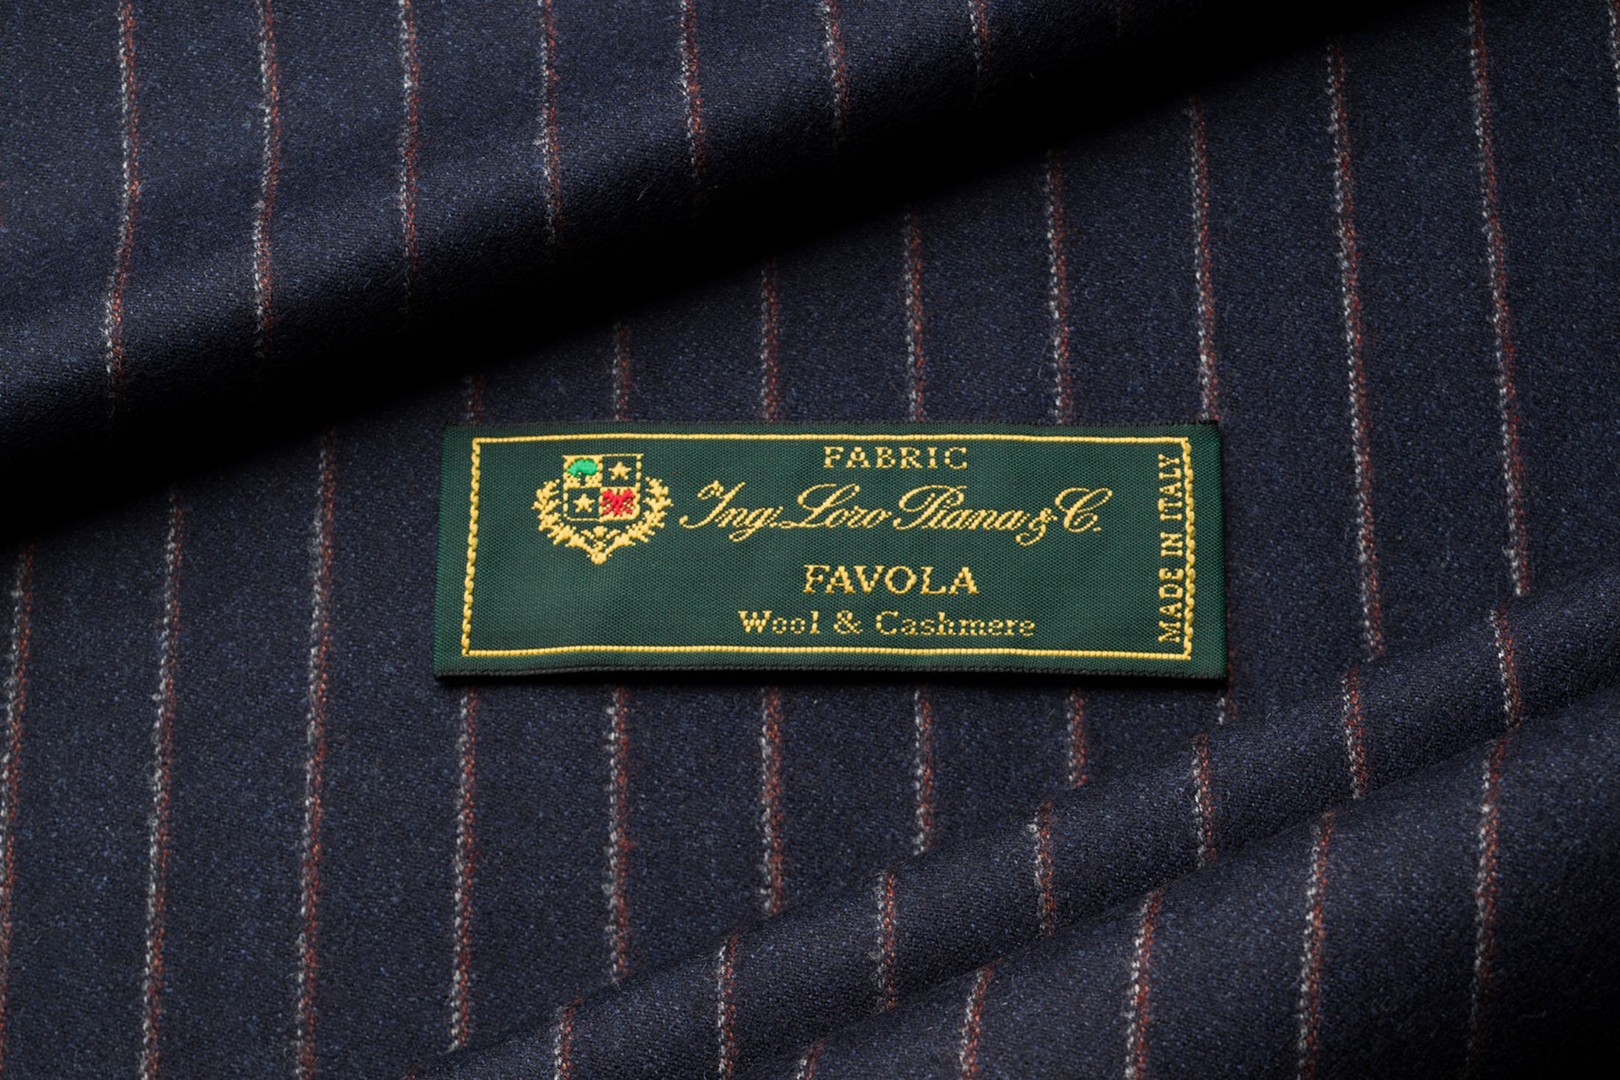 FABRIC
Ing. Loro Piana & C.
FAVOLA
Wool & Cashmere
MADE IN ITALY